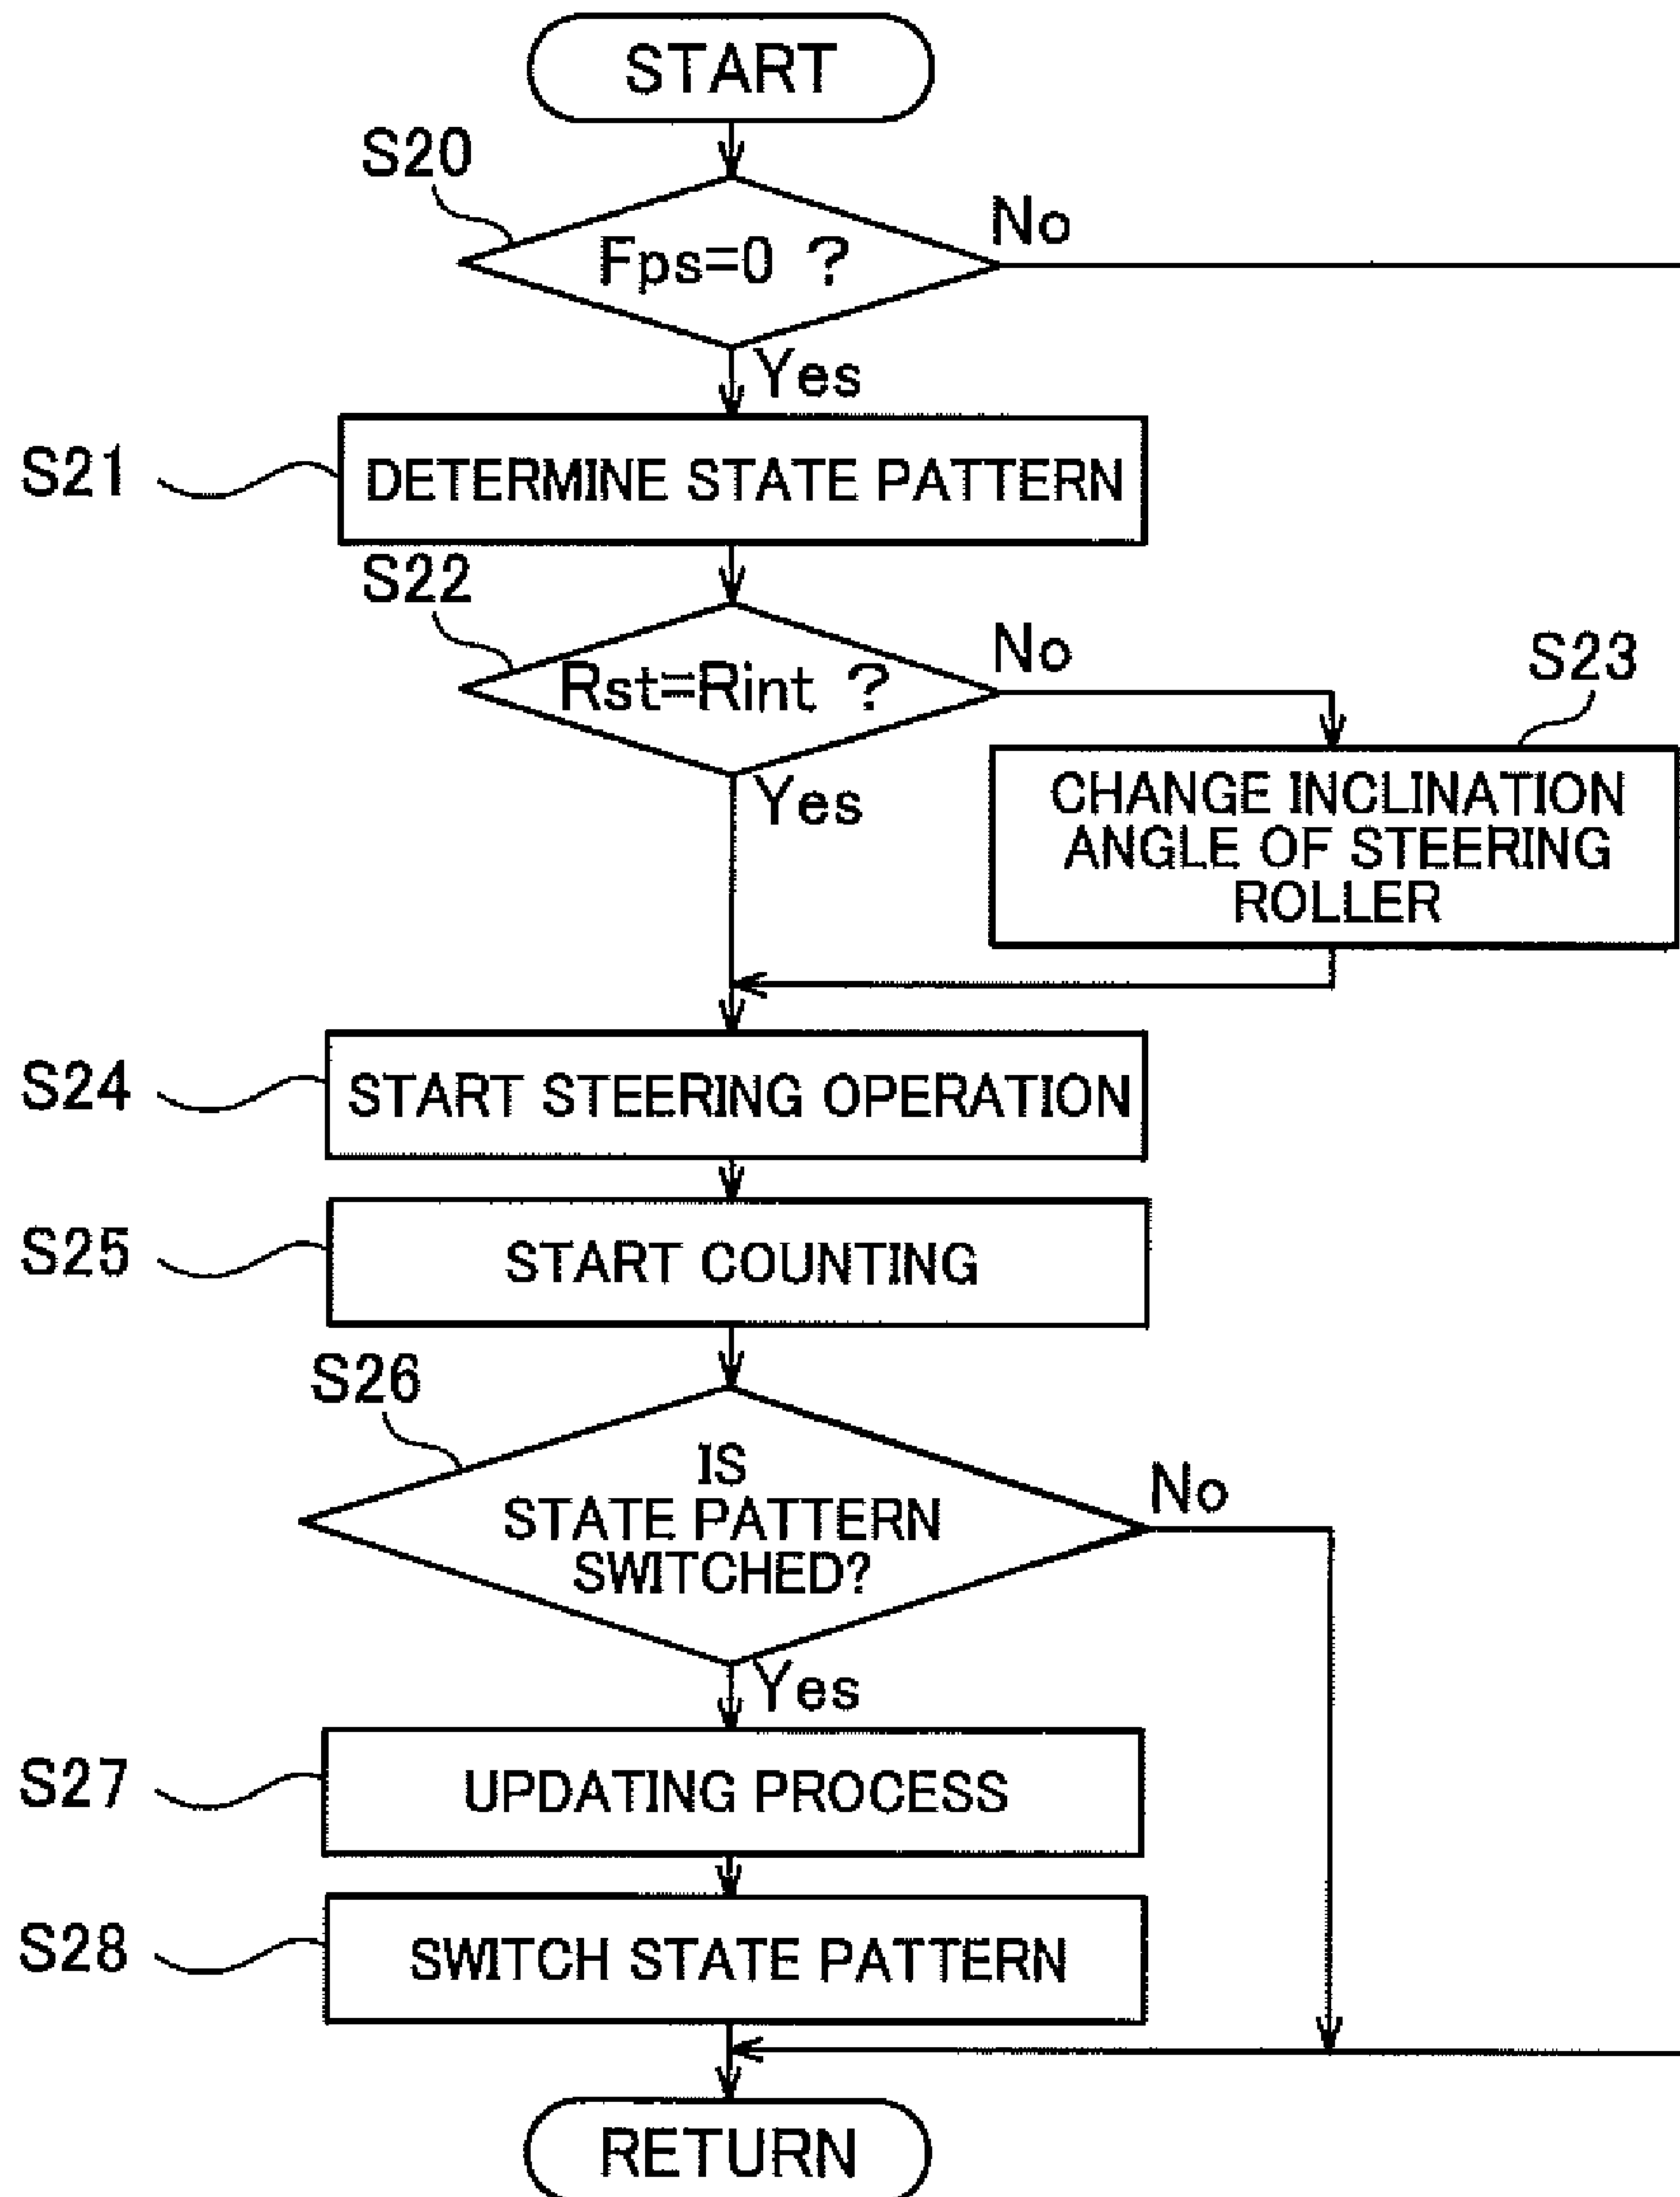 START
S20
Fps=0 ?
No
Yes
S21
DETERMINE STATE PATTERN
S22
Rst=Rint ?
No
Yes
S23
CHANGE INCLINATION
ANGLE OF STEERING
ROLLER
S24
START STEERING OPERATION
S25
START COUNTING
S26
IS
STATE PATTERN
SWITCHED?
No
Yes
S27
UPDATING PROCESS
S28
SWITCH STATE PATTERN
RETURN